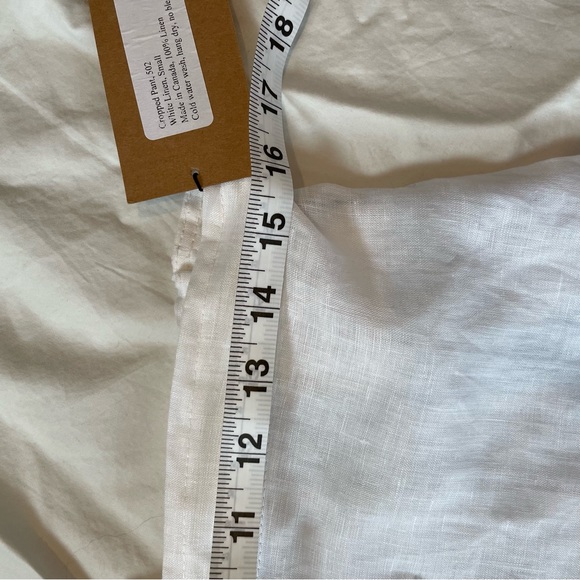 Cropped Pant, 502
White Linen, Small
Made in Canada, 100% Linen
Cold water wash, hang dry, no ble
18
17
16
15
14
13
12
11